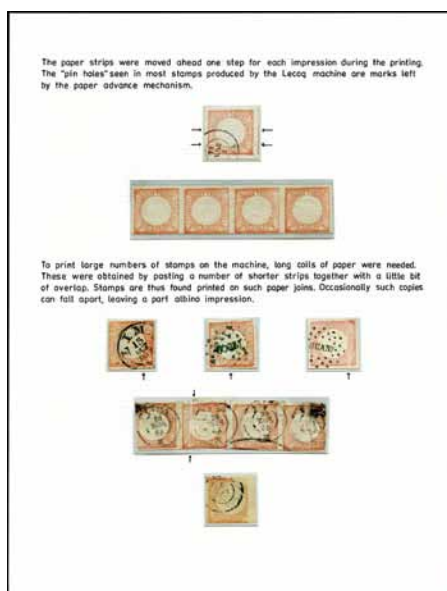 The paper strips were moved ahead one step for each impression during the printing.
The "pin holes" seen in most stamps produced by the Lecoq machine are marks left
by the paper advance mechanism.
To print large numbers of stamps on the machine, long coils of paper were needed.
These were obtained by pasting a number of shorter strips together with a little bit
of overlap. Stamps are thus found printed on such paper joins. Occasionally such copies
can fall apart, leaving a part albino impression.